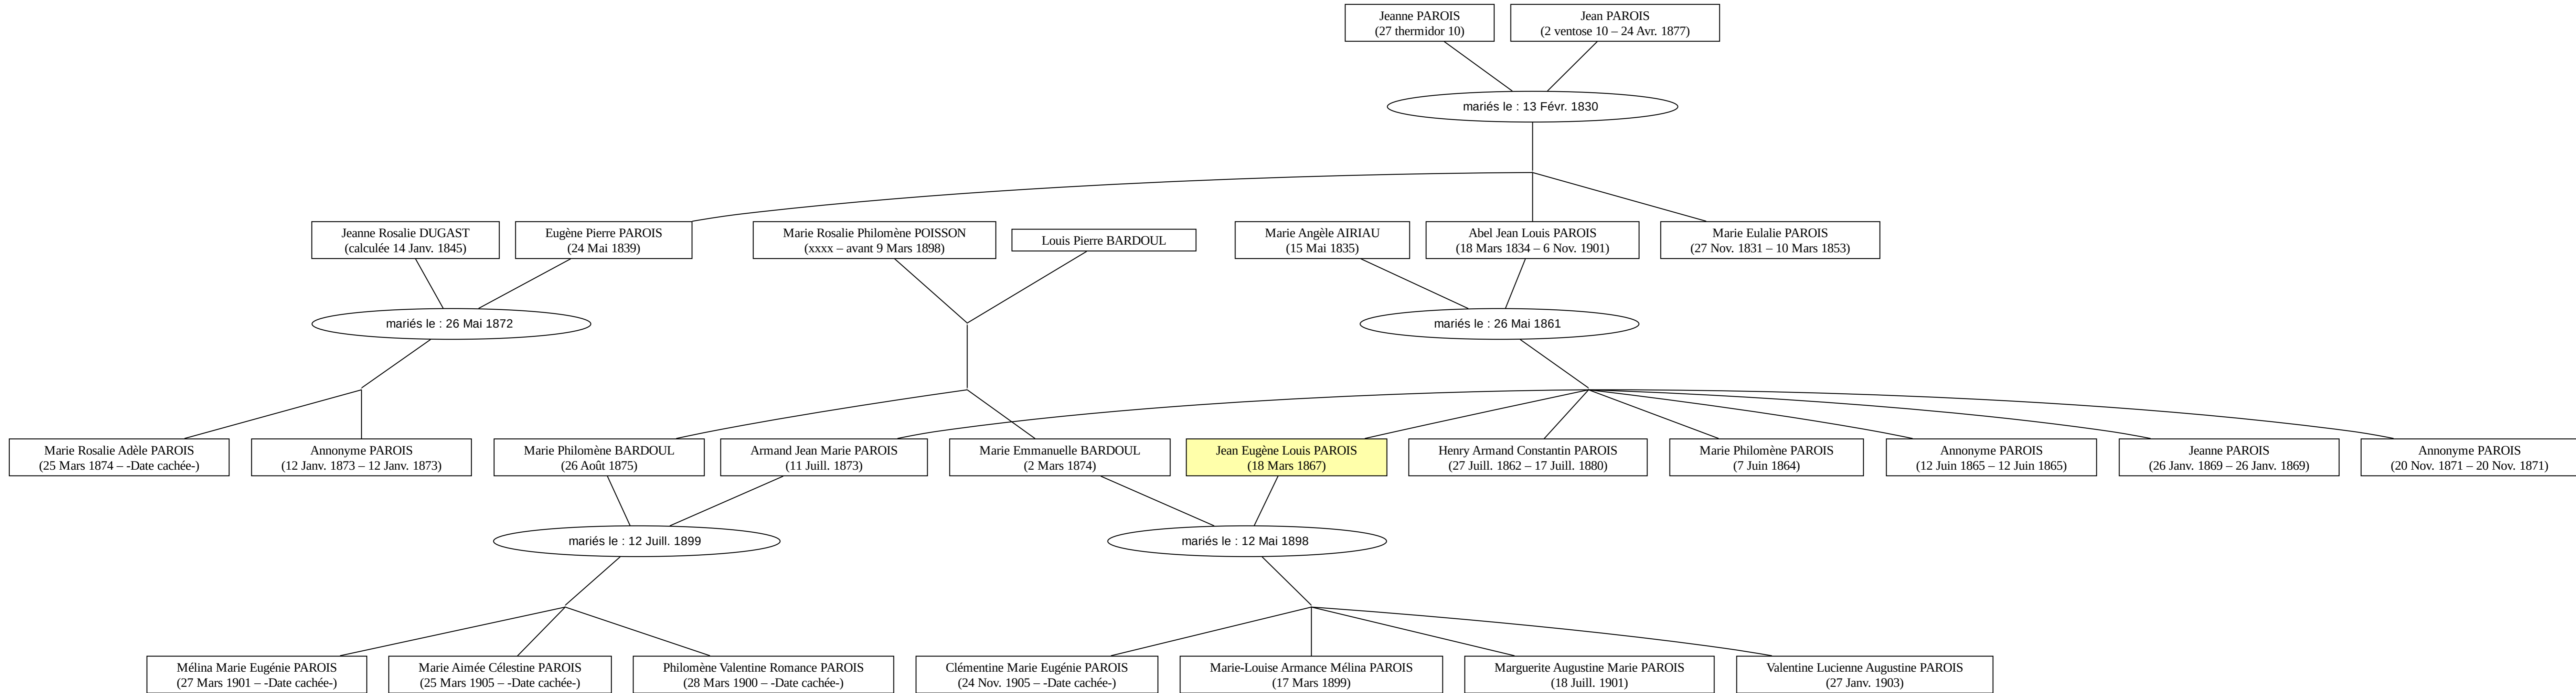 Jeanne PAROIS
(27 thermidor 10)
Jean PAROIS
(2 ventose 10 – 24 Avr. 1877)
mariés le : 13 Févr. 1830
Jeanne Rosalie DUGAST
(calculée 14 Janv. 1845)
Eugène Pierre PAROIS
(24 Mai 1839)
Marie Rosalie Philomène POISSON
(xxxx – avant 9 Mars 1898)
Louis Pierre BARDOUL
Marie Angèle AIRIAU
(15 Mai 1835)
Abel Jean Louis PAROIS
(18 Mars 1834 – 6 Nov. 1901)
Marie Eulalie PAROIS
(27 Nov. 1831 – 10 Mars 1853)
mariés le : 26 Mai 1872
mariés le : 26 Mai 1861
Marie Rosalie Adèle PAROIS
(25 Mars 1874 – -Date cachée-)
Annonyme PAROIS
(12 Janv. 1873 – 12 Janv. 1873)
Marie Philomène BARDOUL
(26 Août 1875)
Armand Jean Marie PAROIS
(11 Juill. 1873)
Marie Emmanuelle BARDOUL
(2 Mars 1874)
Jean Eugène Louis PAROIS
(18 Mars 1867)
Henry Armand Constantin PAROIS
(27 Juill. 1862 – 17 Juill. 1880)
Marie Philomène PAROIS
(7 Juin 1864)
Annonyme PAROIS
(12 Juin 1865 – 12 Juin 1865)
Jeanne PAROIS
(26 Janv. 1869 – 26 Janv. 1869)
Annonyme PAROIS
(20 Nov. 1871 – 20 Nov. 1871)
mariés le : 12 Juill. 1899
mariés le : 12 Mai 1898
Mélina Marie Eugénie PAROIS
(27 Mars 1901 – -Date cachée-)
Marie Aimée Célestine PAROIS
(25 Mars 1905 – -Date cachée-)
Philomène Valentine Romance PAROIS
(28 Mars 1900 – -Date cachée-)
Clémentine Marie Eugénie PAROIS
(24 Nov. 1905 – -Date cachée-)
Marie-Louise Armance Mélina PAROIS
(17 Mars 1899)
Marguerite Augustine Marie PAROIS
(18 Juill. 1901)
Valentine Lucienne Augustine PAROIS
(27 Janv. 1903)